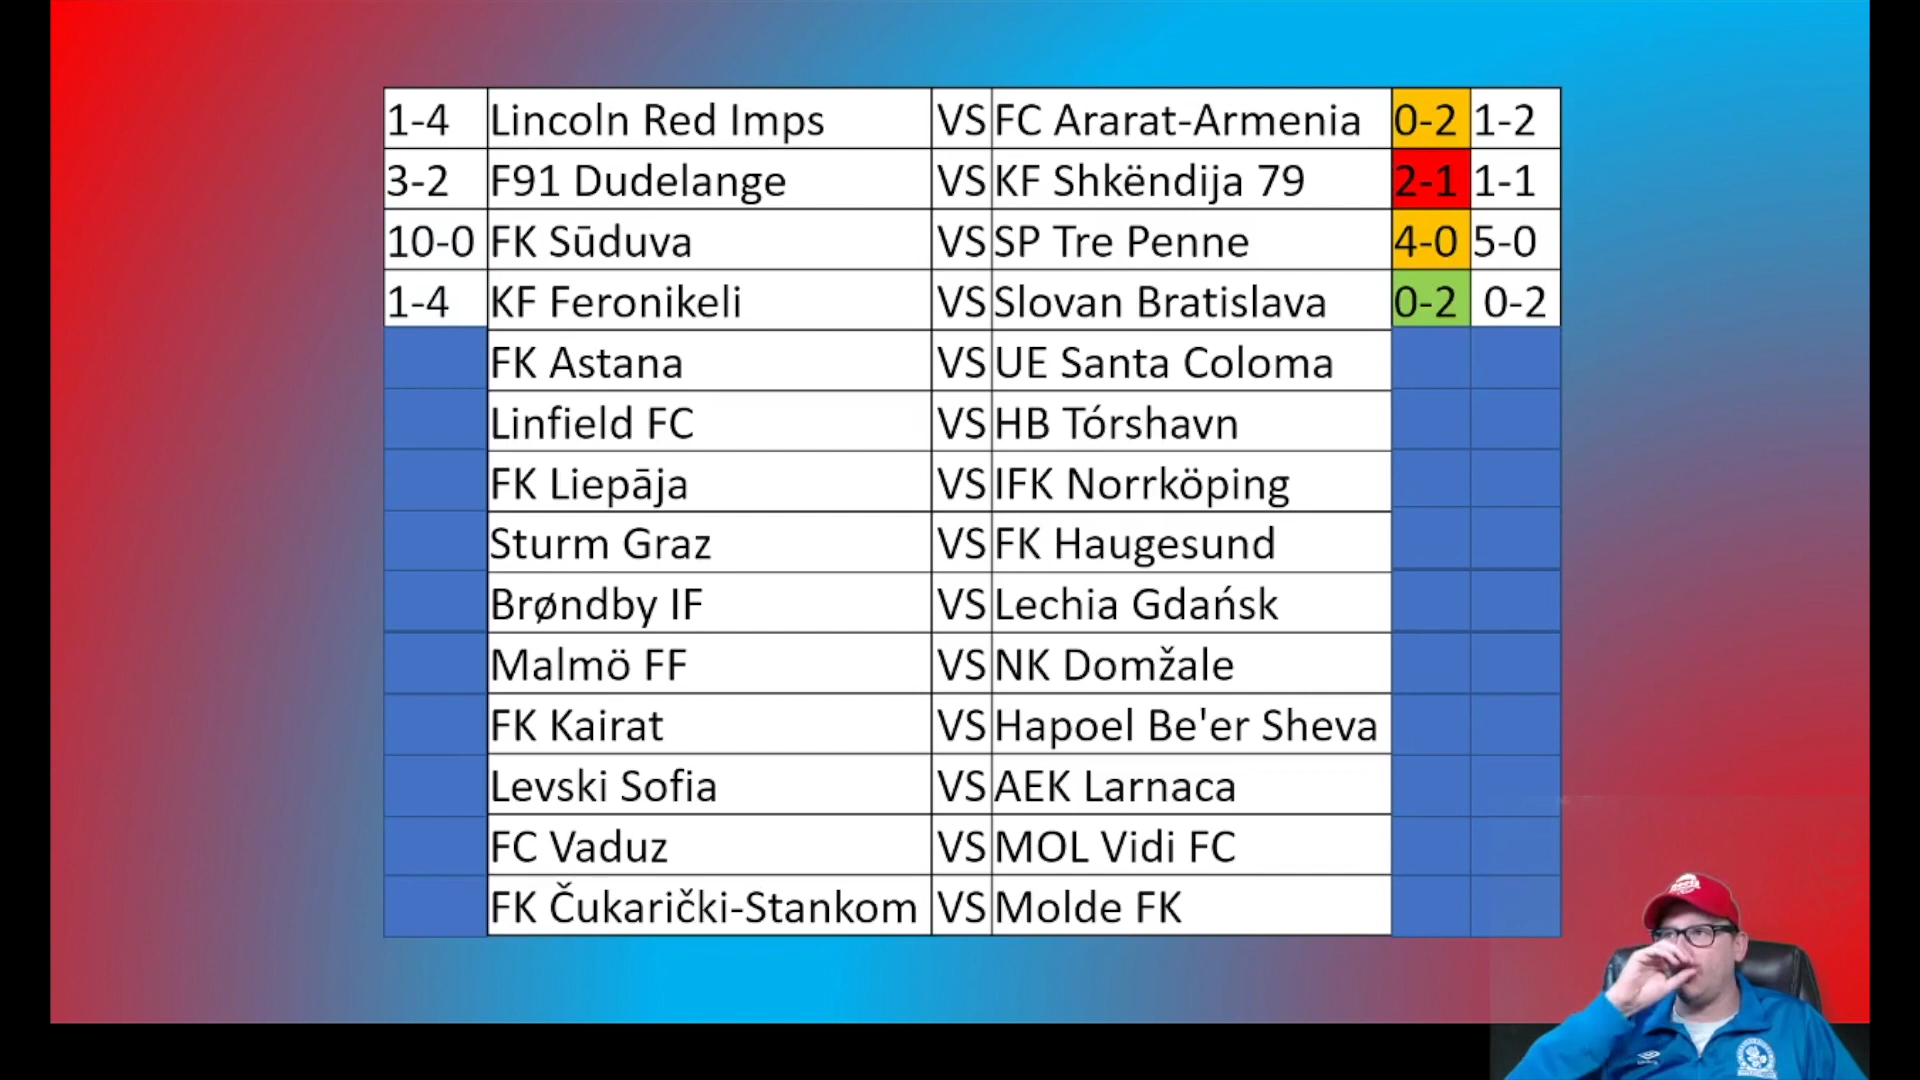 1-4 Lincoln Red Imps VS FC Ararat-Armenia 0-2 1-2
3-2 F91 Dudelange VS KF Shkëndija 79 2-1 1-1
10-0 FK Sūduva VS SP Tre Penne 4-0 5-0
1-4 KF Feronikeli VS Slovan Bratislava 0-2 0-2
FK Astana VS UE Santa Coloma
Linfield FC VS HB Tórshavn
FK Liepāja VS IFK Norrköping
Sturm Graz VS FK Haugesund
Brøndby IF VS Lechia Gdańsk
Malmö FF VS NK Domžale
FK Kairat VS Hapoel Be'er Sheva
Levski Sofia VS AEK Larnaca
FC Vaduz VS MOL Vidi FC
FK Čukarički-Stankom VS Molde FK